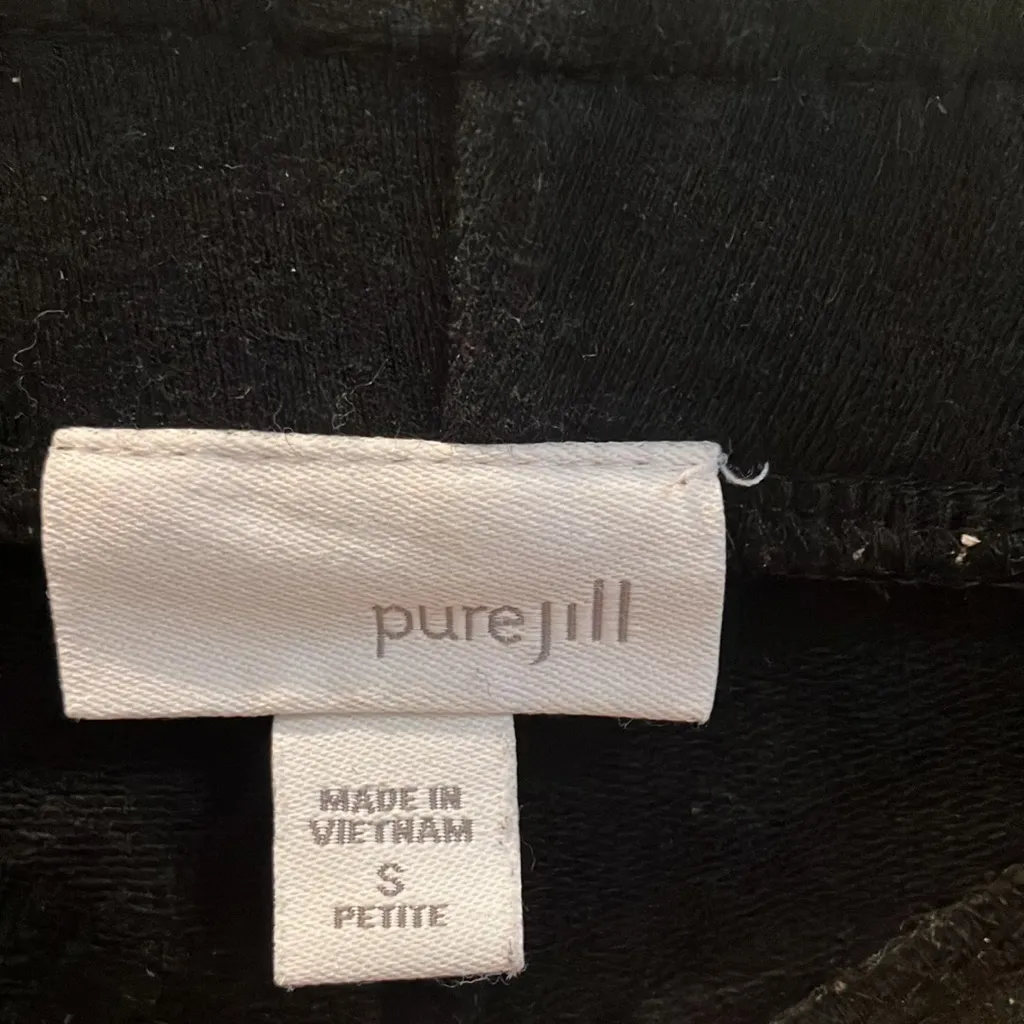 purejill
MADE IN
VIETNAM
S
PETITE